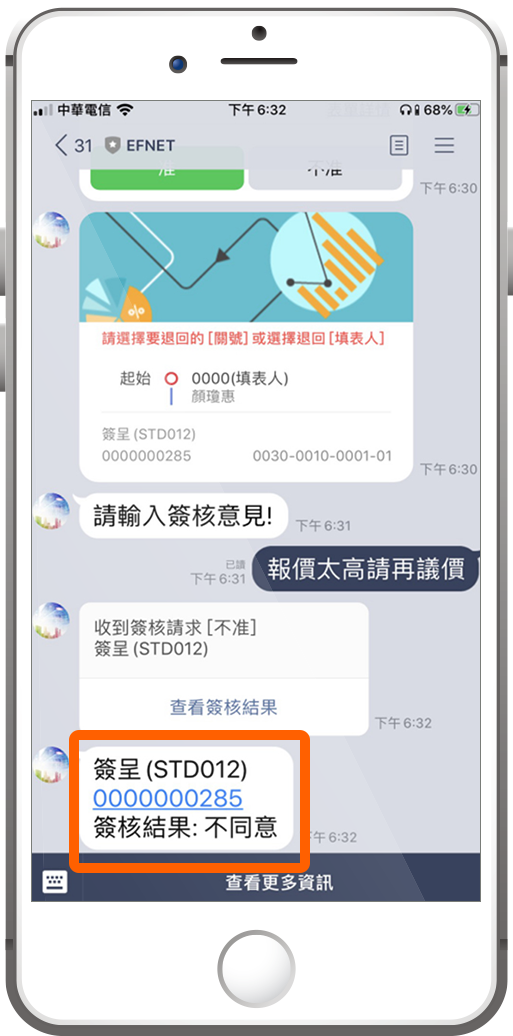 中華電信
下午6:32
68%
31
EFNET
准
不准
下午 6:30
%
請選擇要退回的 [關號] 或選擇退回 [填表人]
起始
0000(填表人)
顏瓊惠
簽呈 (STD012)
0000000285
0030-0010-0001-01
下午 6:30
請輸入簽核意見!
下午 6:31
已讀
下午 6:31
報價太高請再議價
收到簽核請求 [不准]
簽呈 (STD012)
查看簽核結果
下午 6:32
簽呈 (STD012)
0000000285
簽核結果: 不同意
下午 6:32
查看更多資訊